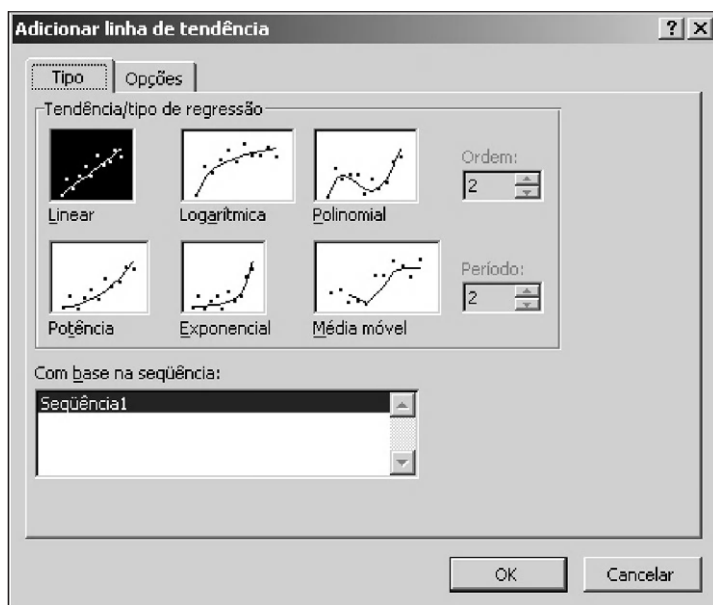 Adicionar linha de tendência
Tipo Opções
Tendência/tipo de regressão
Linear Logarítmica Polinomial
Ordem:
2
Potência Exponencial Média móvel
Período:
2
Com base na seqüência:
Seqüência1
OK Cancelar